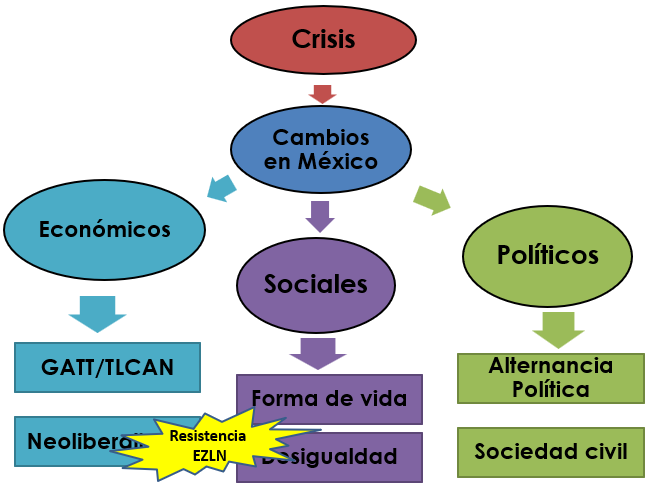 Crisis
Cambios
en México
Económicos
Sociales
Políticos
GATT/TLCAN
Forma de vida
Alternancia
Política
Resistencia
EZLN
Sociedad civil